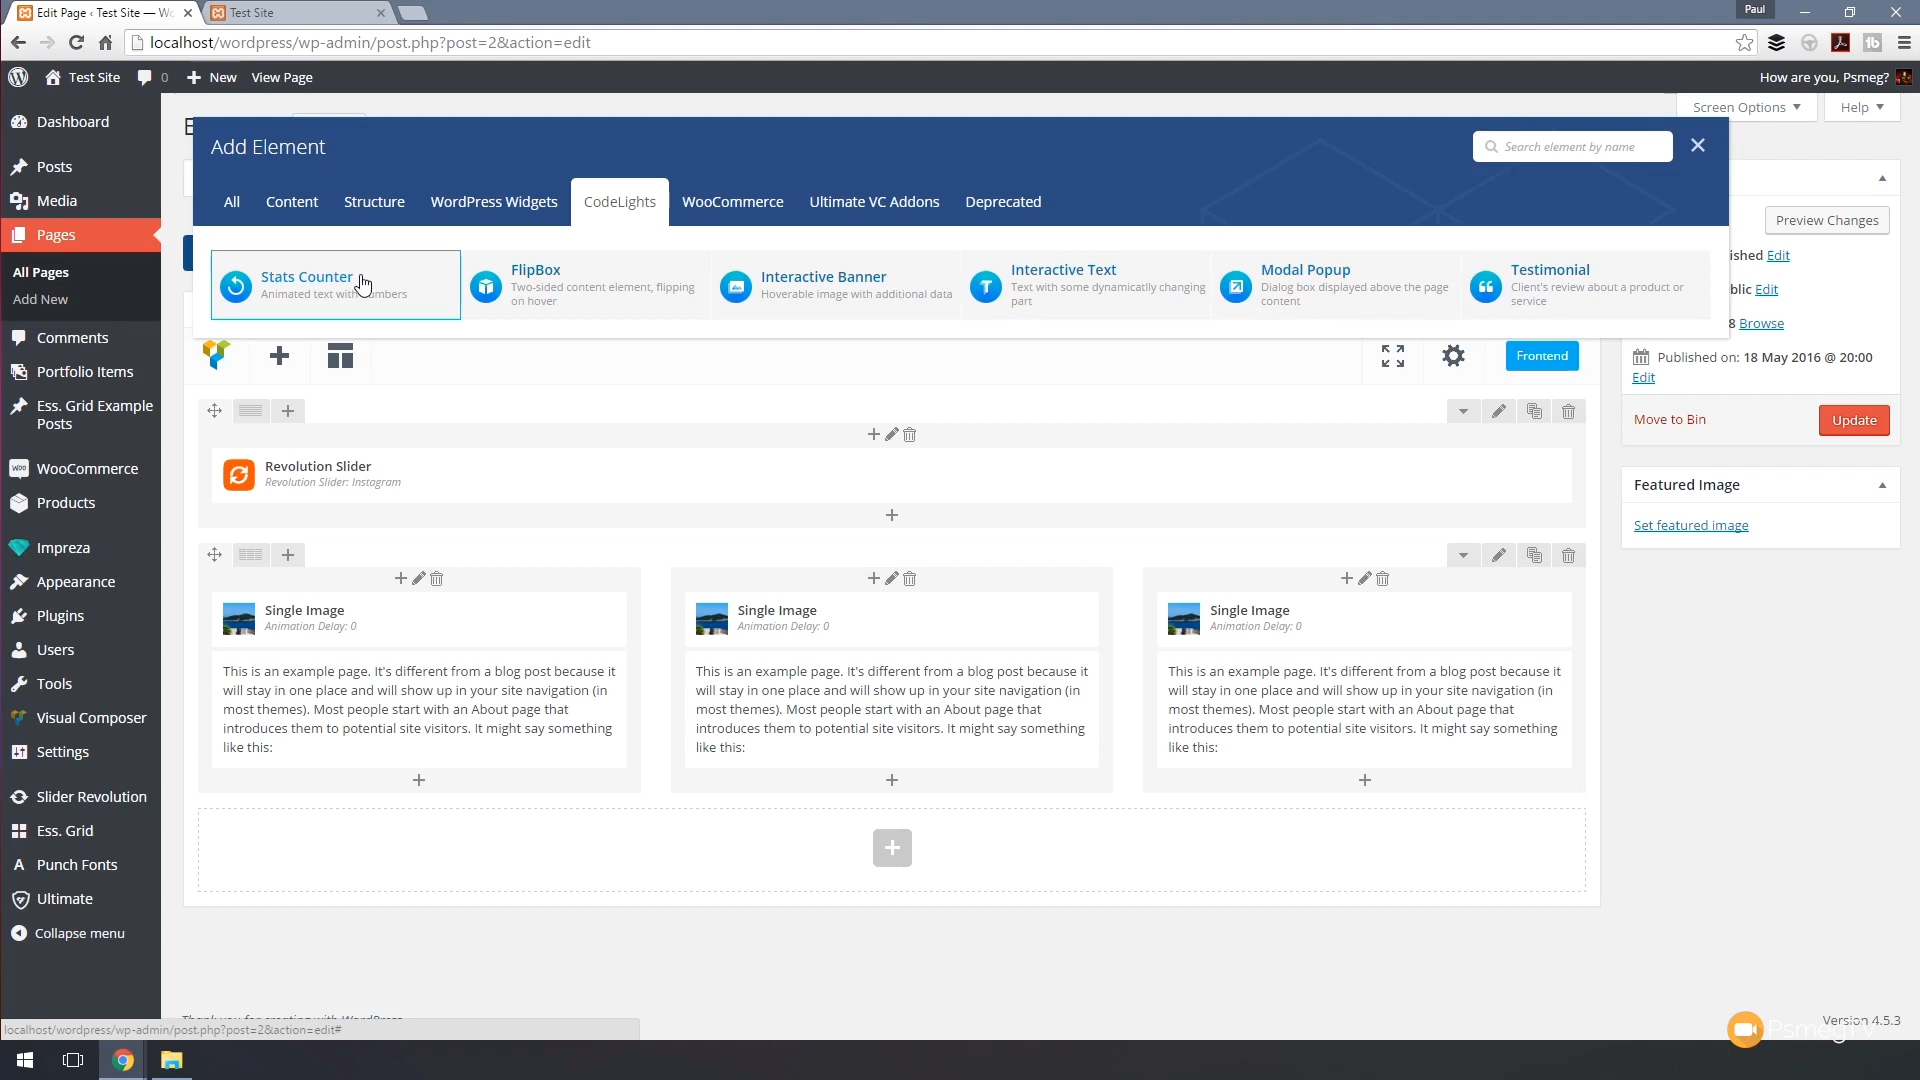 Edit Page ‹ Test Site — W
Test Site
Paul
localhost/wordpress/wp-admin/post.php?post=2&action=edit
Test Site
0
New
View Page
How are you, Psmeg?
Screen Options
Help
Dashboard
Posts
Media
Pages
All Pages
Add New
Comments
Portfolio Items
Ess. Grid Example
Posts
WooCommerce
Products
Impreza
Appearance
Plugins
Users
Tools
Visual Composer
Settings
Slider Revolution
Ess. Grid
Punch Fonts
Ultimate
Collapse menu
Add Element
Search element by name
All
Content
Structure
WordPress Widgets
CodeLights
WooCommerce
Ultimate VC Addons
Deprecated
Stats Counter
Animated text with numbers
FlipBox
Two-sided content element, flipping
on hover
Interactive Banner
Hoverable image with additional data
Interactive Text
Text with some dynamaticlly changing
part
Modal Popup
Dialog box displayed above the page
content
Testimonial
Client's review about a product or
service
Preview Changes
ished Edit
blic Edit
8 Browse
Published on: 18 May 2016 @ 20:00
Edit
Move to Bin
Update
Featured Image
Set featured image
Frontend
Revolution Slider
Revolution Slider: Instagram
Single Image
Animation Delay: 0
This is an example page. It's different from a blog post because it
will stay in one place and will show up in your site navigation (in
most themes). Most people start with an About page that
introduces them to potential site visitors. It might say something
like this:
Single Image
Animation Delay: 0
This is an example page. It's different from a blog post because it
will stay in one place and will show up in your site navigation (in
most themes). Most people start with an About page that
introduces them to potential site visitors. It might say something
like this:
Single Image
Animation Delay: 0
This is an example page. It's different from a blog post because it
will stay in one place and will show up in your site navigation (in
most themes). Most people start with an About page that
introduces them to potential site visitors. It might say something
like this:
Thank you for creating with WordPress
localhost/wordpress/wp-admin/post.php?post=2&action=edit#
Version 4.5.3
PsmegTV